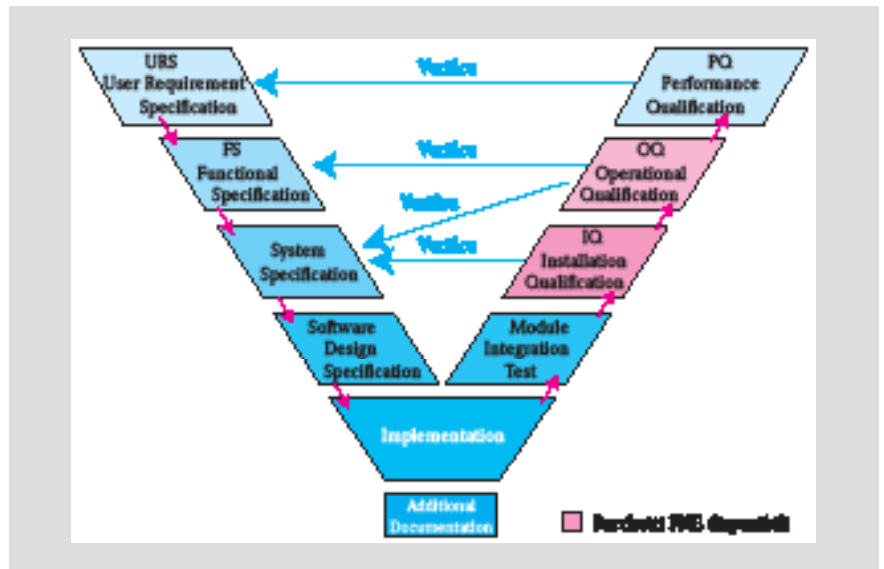 URS
User Requirement
Specification
PQ
Performance
Qualification
FS
Functional
Specification
OQ
Operational
Qualification
System
Specification
IQ
Installation
Qualification
Software
Design
Specification
Module
Integration
Test
Implementation
Additional
Documentation